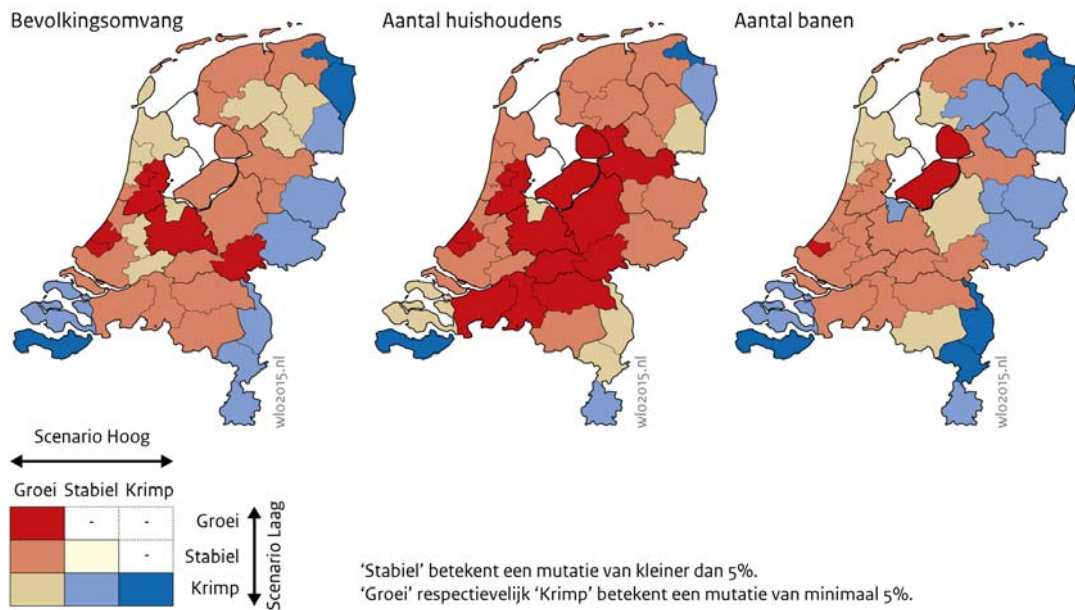 Bevolkingsomvang
Aantal huishoudens
Aantal banen
wlo2015.nl
wlo2015.nl
wlo2015.nl
Scenario Hoog
Groei Stabiel Krimp
- - Groei
- Stabiel
Krimp
Scenario Laag
‘Stabiel’ betekent een mutatie van kleiner dan 5%.
‘Groei’ respectievelijk ‘Krimp’ betekent een mutatie van minimaal 5%.